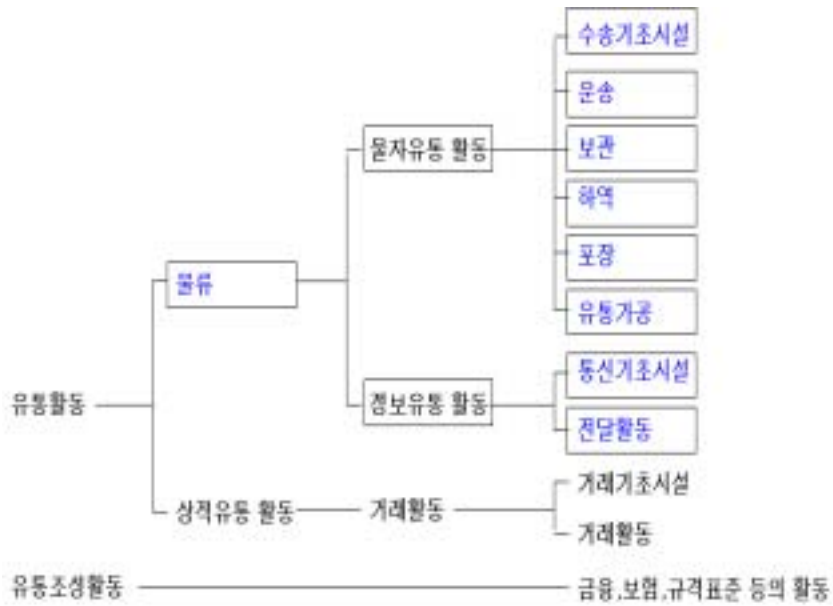 수송기초시설
운송
보관
하역
포장
유통가공
물자유통 활동
물류
통신기초시설
전달활동
정보유통 활동
유통활동
상적유통 활동
거래활동
거래기초시설
거래활동
유통조성활동
금융,보험,규격표준 등의 활동